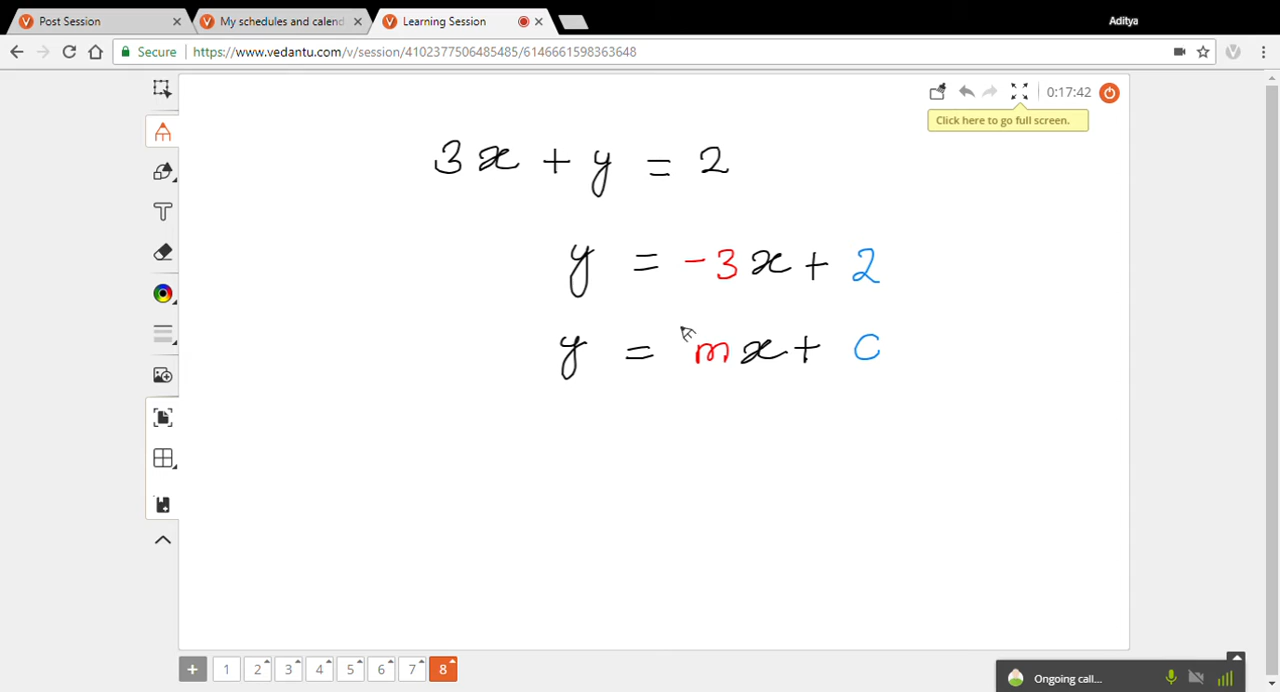 Aditya
Post Session
My schedules and calend
Learning Session
Secure
https://www.vedantu.com/v/session/4102377506485485/6146661598363648
0:17:42
Click here to go full screen.
3x + y = 2
y = -3x + 2
y = mx + c
T
+ 1 2 3 4 5 6 7 8
Ongoing call...